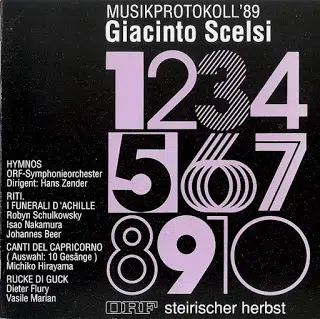 MUSIKPROTOKOLL'89
Giacinto Scelsi
1234
567
8910
HYMNOS
ORF-Symphonieorchester
Dirigent: Hans Zender
RITI.
I FUNERALI D'ACHILLE
Robyn Schulkowsky
Isao Nakamura
Johannes Beer
CANTI DEL CAPRICORNO
( Auswahl: 10 Gesänge )
Michiko Hirayama
RUCKE DI GUCK
Dieter Flury
Vasile Marian
ORF steirischer herbst